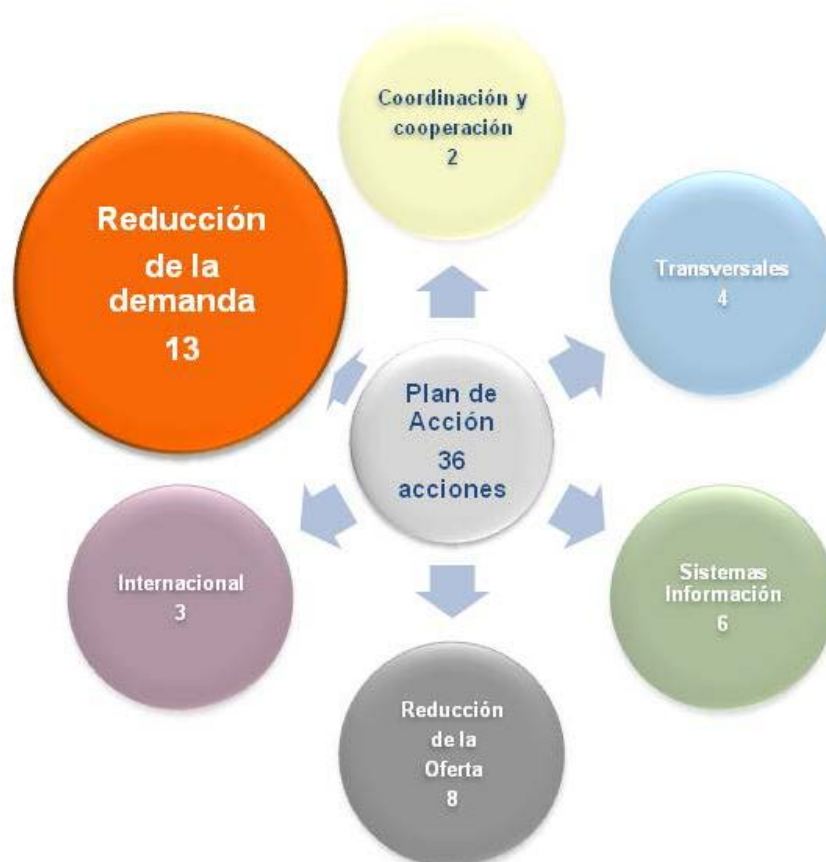 Coordinación y
cooperación
2
Reducción
de la
demanda
13
Transversales
4
Plan de
Acción
36
acciones
Internacional
3
Sistemas
Información
6
Reducción
de la
Oferta
8